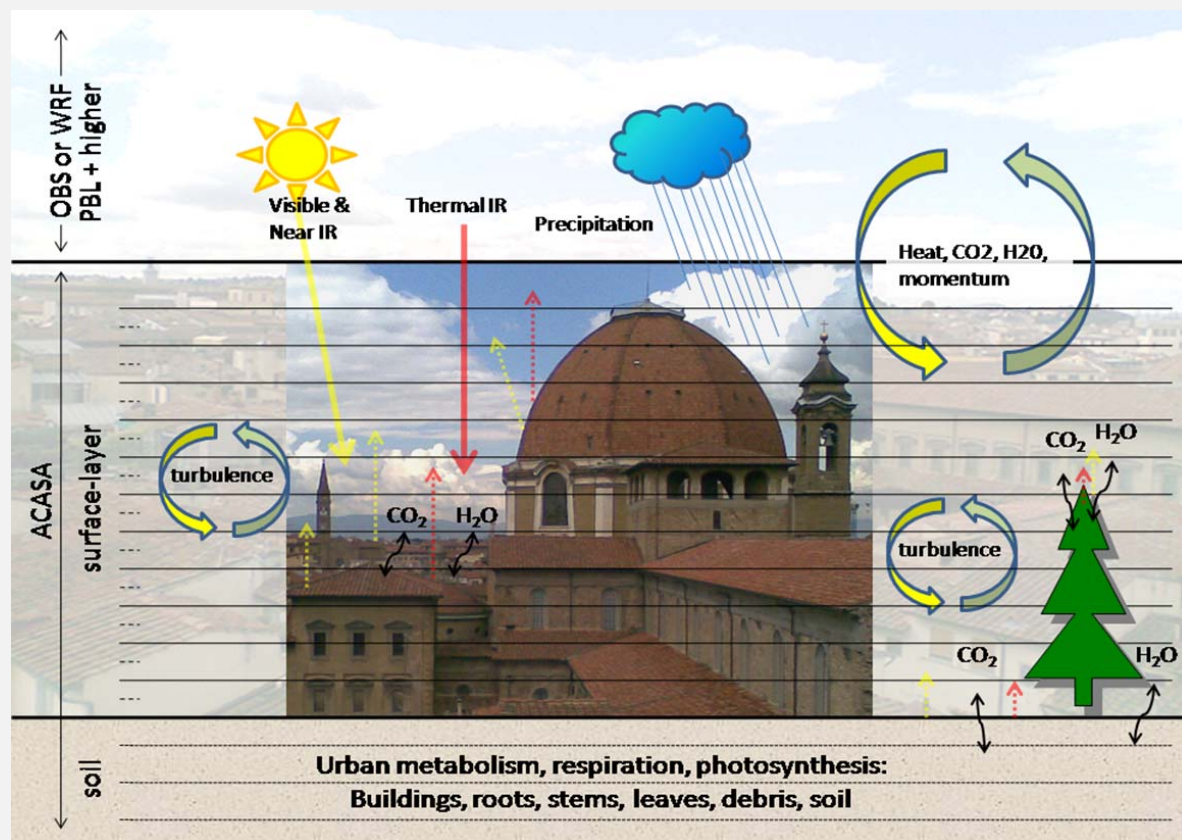 OBS or WRF
PBL + higher
Visible &
Near IR
Thermal IR
Precipitation
Heat, CO2, H20,
momentum
ACASA
surface-layer
turbulence
CO₂
H₂O
turbulence
CO₂
H₂O
CO₂
H₂O
soil
Urban metabolism, respiration, photosynthesis:
Buildings, roots, stems, leaves, debris, soil